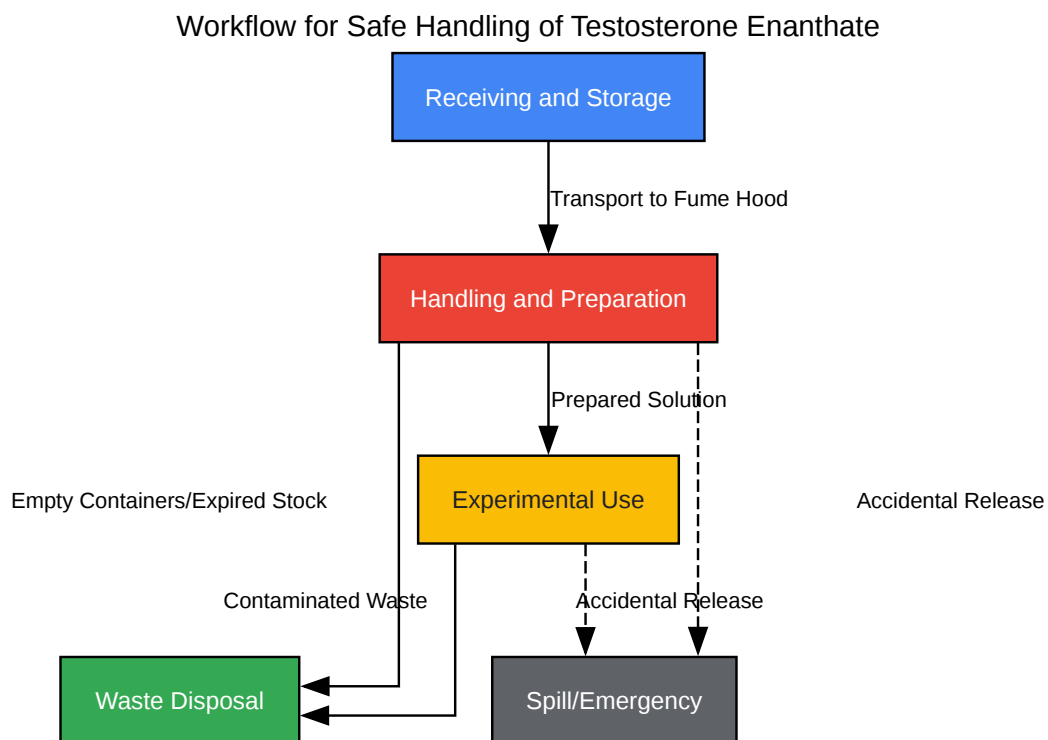 Workflow for Safe Handling of Testosterone Enanthate
Receiving and Storage
Transport to Fume Hood
Handling and Preparation
Prepared Solution
Experimental Use
Empty Containers/Expired Stock
Accidental Release
Contaminated Waste
Accidental Release
Waste Disposal
Spill/Emergency